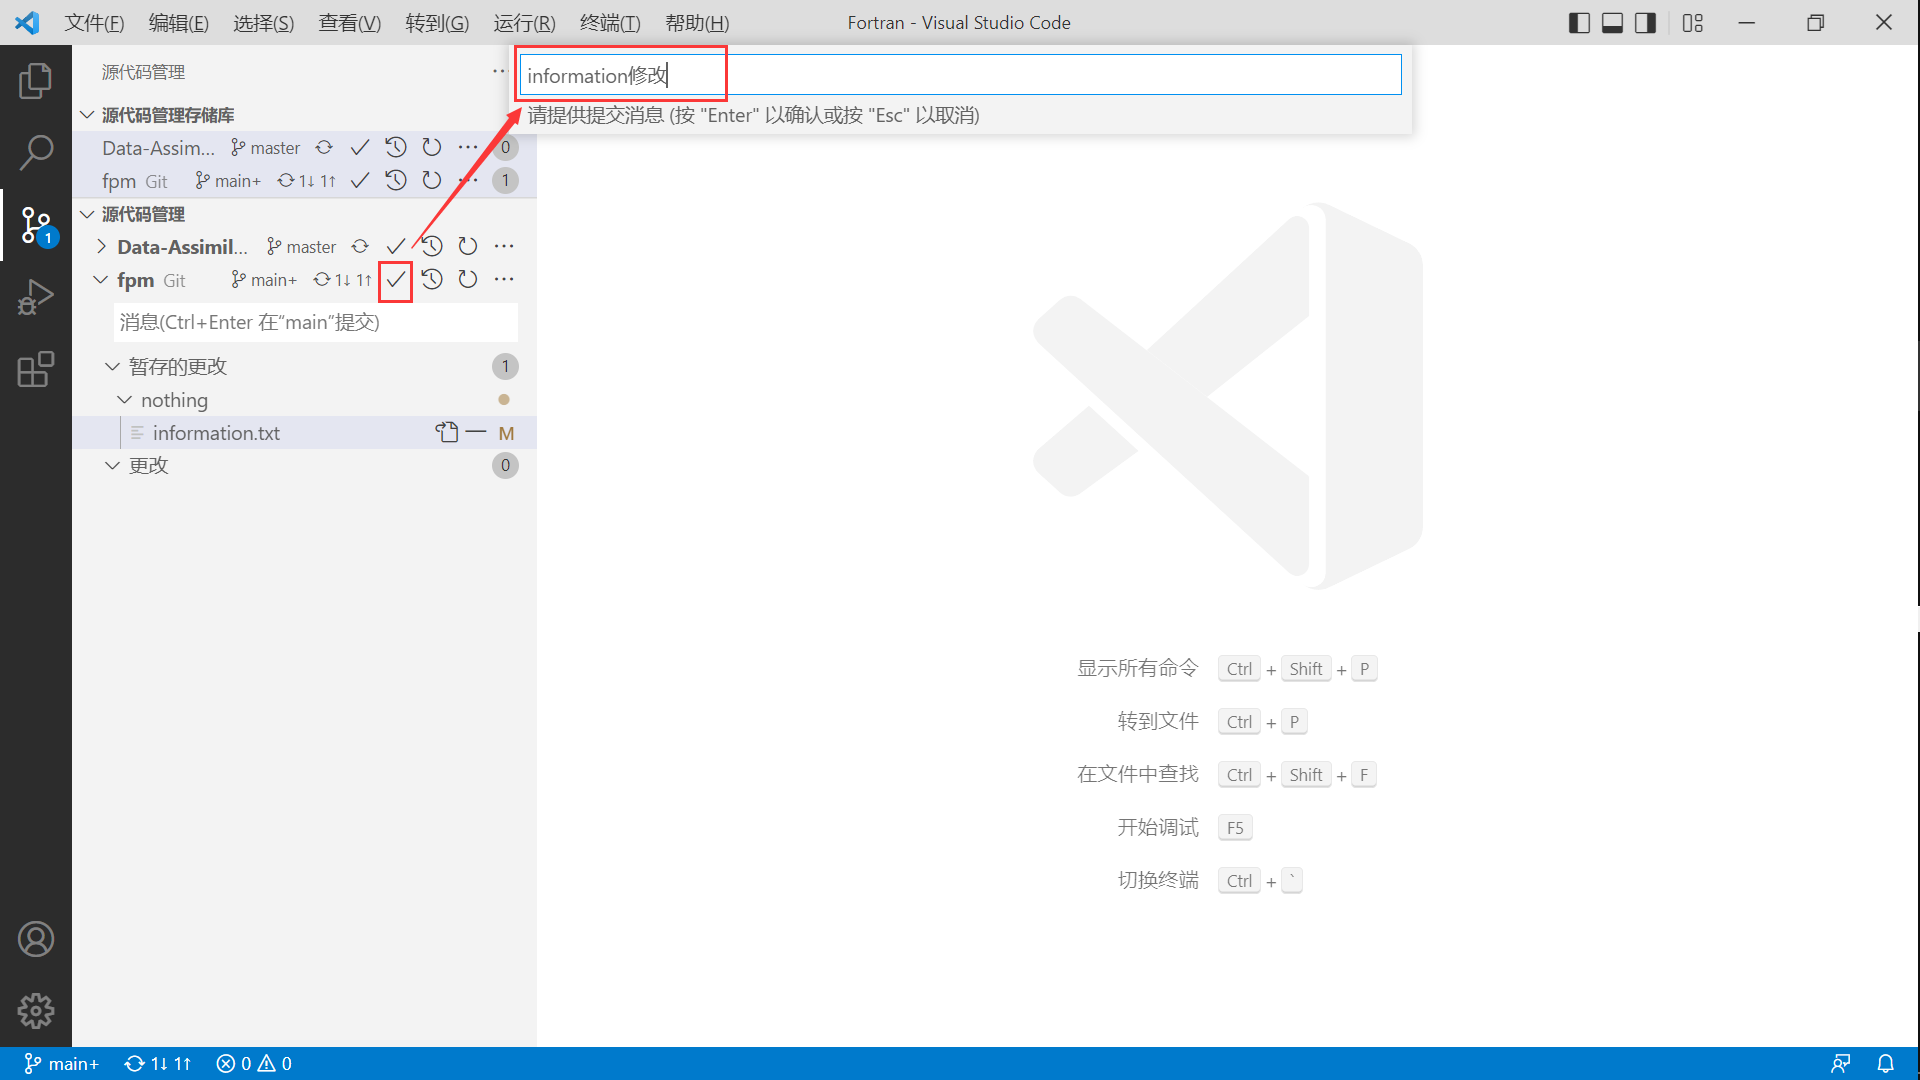 文件(F) 编辑(E) 选择(S) 查看(V) 转到(G) 运行(R) 终端(T) 帮助(H) Fortran - Visual Studio Code
源代码管理 ···
information修改
请提供提交消息 (按 "Enter" 以确认或按 "Esc" 以取消)
源代码管理存储库
Data-Assim... master ··· 0
fpm Git main+ 1↓ 1↑ ··· 1
源代码管理
Data-Assimil... master ···
fpm Git main+ 1↓ 1↑ ···
消息(Ctrl+Enter 在“main”提交)
暂存的更改 1
nothing
information.txt M
更改 0
1
显示所有命令 Ctrl + Shift + P
转到文件 Ctrl + P
在文件中查找 Ctrl + Shift + F
开始调试 F5
切换终端 Ctrl + `
main+ 1↓ 1↑ 0 0